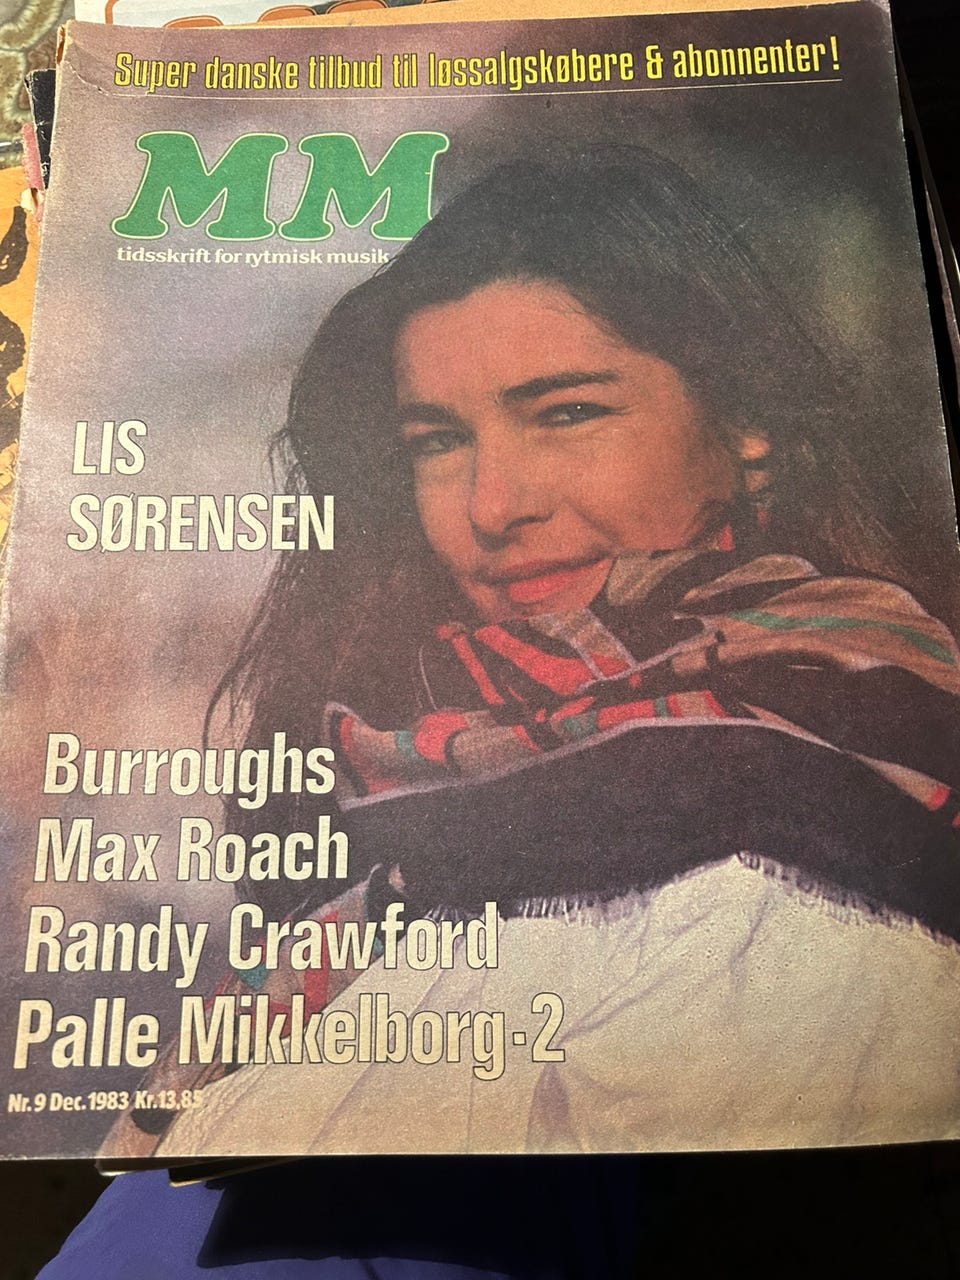 Super danske tilbud til løssalgskøbere & abonnenter!
MM
tidsskrift for rytmisk musik
LIS
SØRENSEN
Burroughs
Max Roach
Randy Crawford
Palle Mikkelborg·2
Nr. 9 Dec. 1983 Kr. 13,85